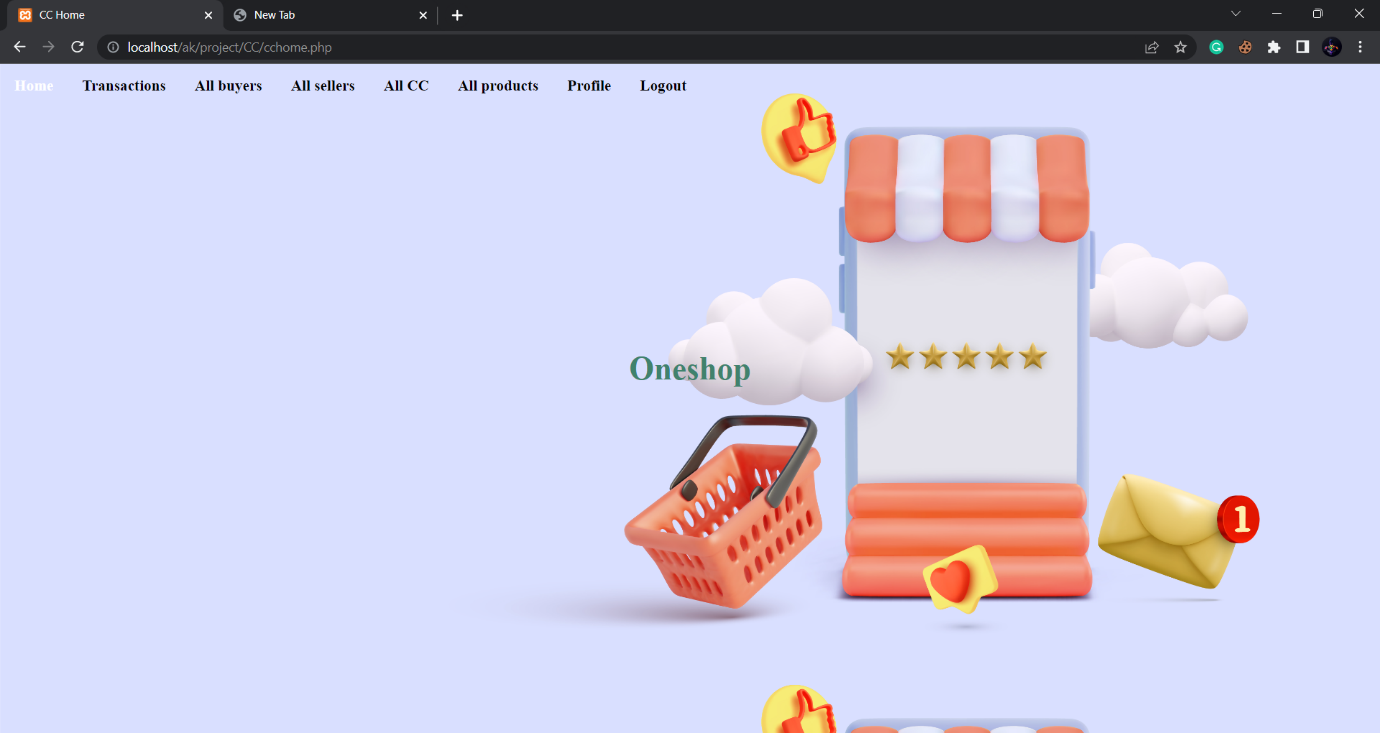 CC Home
New Tab
localhost/ak/project/CC/cchome.php
Home Transactions All buyers All sellers All CC All products Profile Logout
Oneshop
1